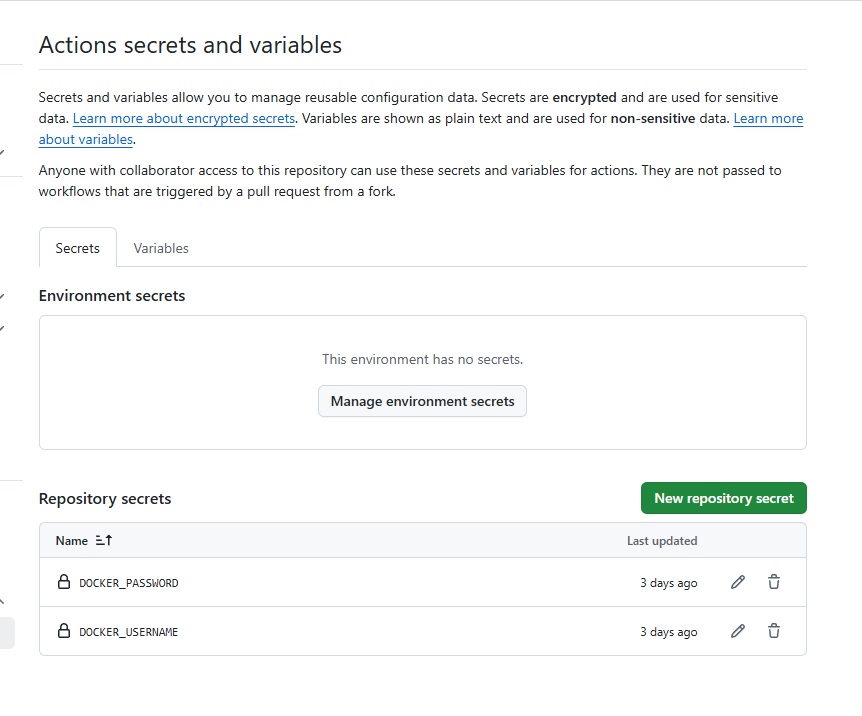 Actions secrets and variables
Secrets and variables allow you to manage reusable configuration data. Secrets are encrypted and are used for sensitive
data. Learn more about encrypted secrets. Variables are shown as plain text and are used for non-sensitive data. Learn more
about variables.
Anyone with collaborator access to this repository can use these secrets and variables for actions. They are not passed to
workflows that are triggered by a pull request from a fork.
Secrets Variables
Environment secrets
This environment has no secrets.
Manage environment secrets
Repository secrets New repository secret
Name Last updated
DOCKER_PASSWORD 3 days ago
DOCKER_USERNAME 3 days ago